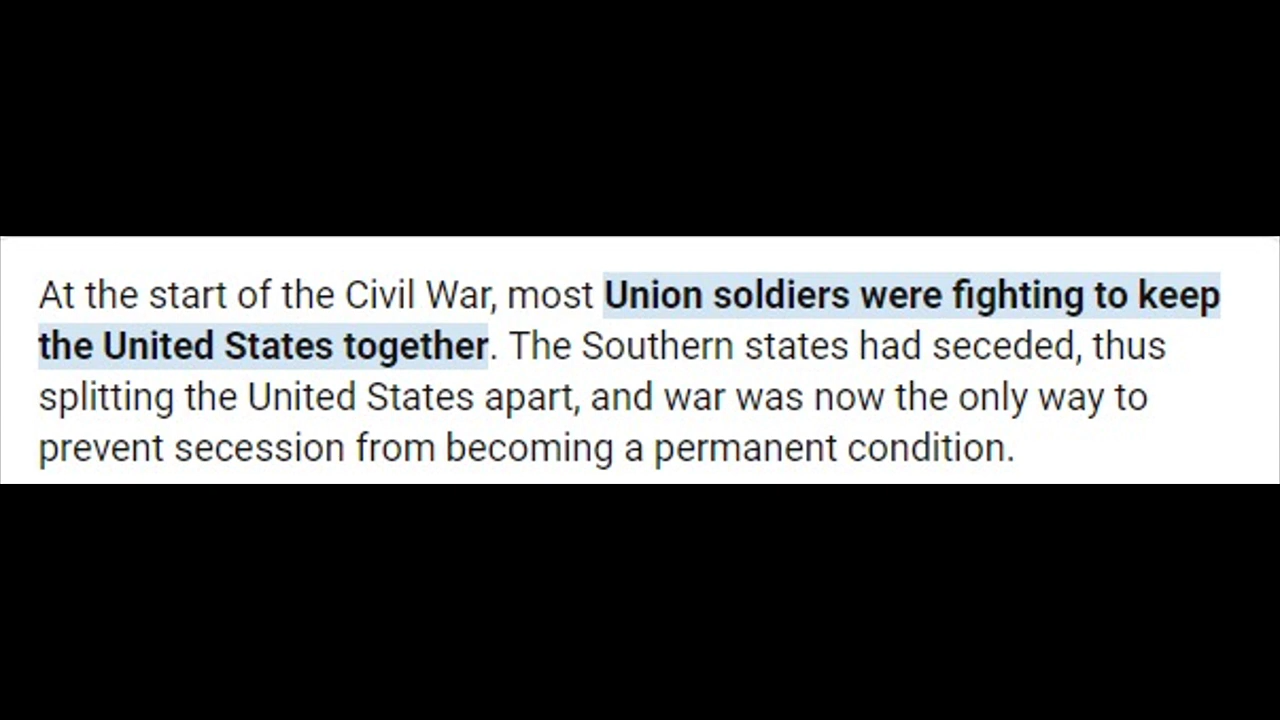 At the start of the Civil War, most Union soldiers were fighting to keep
the United States together. The Southern states had seceded, thus
splitting the United States apart, and war was now the only way to
prevent secession from becoming a permanent condition.